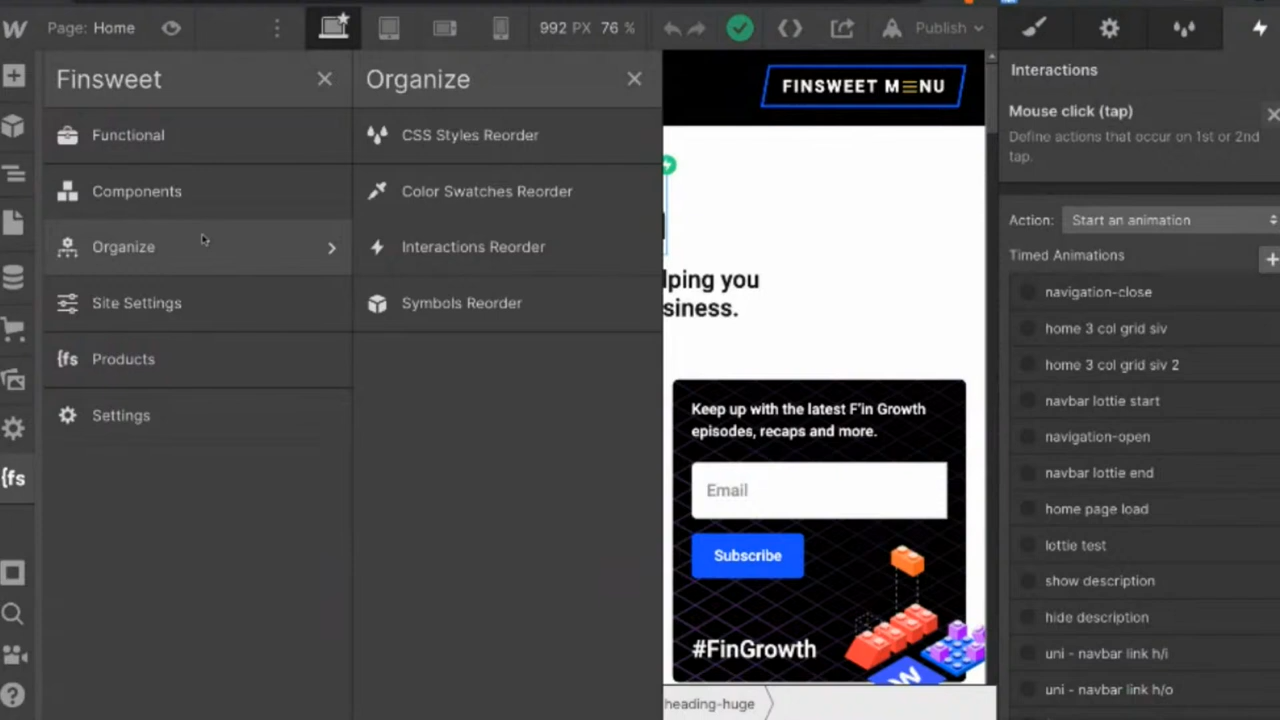 Page: Home
992 PX 76 %
Publish
Finsweet
Functional
Components
Organize
Site Settings
{fs Products
Settings
{fs
Organize
CSS Styles Reorder
Color Swatches Reorder
Interactions Reorder
Symbols Reorder
FINSWEET MENU
lping you
siness.
Keep up with the latest F'in Growth
episodes, recaps and more.
Email
Subscribe
#FinGrowth
W
heading-huge
Interactions
Mouse click (tap)
Define actions that occur on 1st or 2nd
tap.
Action: Start an animation
Timed Animations
navigation-close
home 3 col grid siv
home 3 col grid siv 2
navbar lottie start
navigation-open
navbar lottie end
home page load
lottie test
show description
hide description
uni - navbar link h/i
uni - navbar link h/o